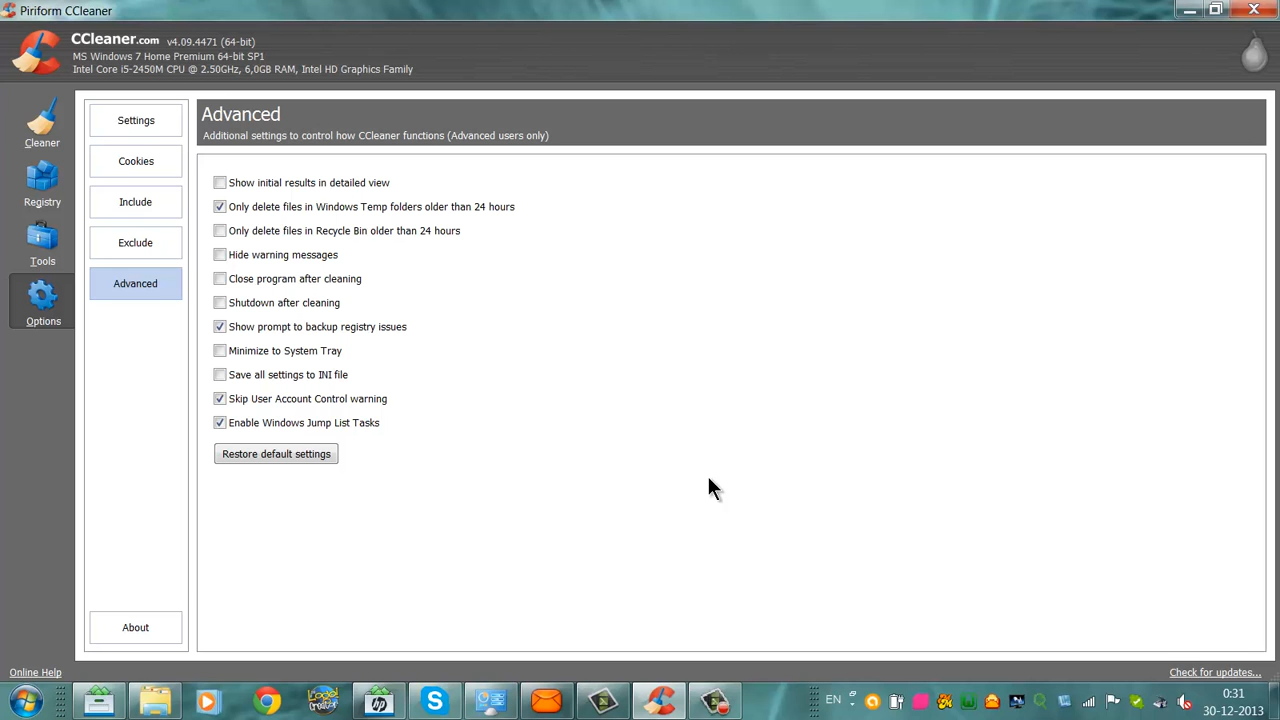 Piriform CCleaner
CCleaner.com v4.09.4471 (64-bit)
MS Windows 7 Home Premium 64-bit SP1
Intel Core i5-2450M CPU @ 2.50GHz, 6,0GB RAM, Intel HD Graphics Family
Cleaner
Registry
Tools
Options
Settings
Cookies
Include
Exclude
Advanced
About
Advanced
Additional settings to control how CCleaner functions (Advanced users only)
Show initial results in detailed view
Only delete files in Windows Temp folders older than 24 hours
Only delete files in Recycle Bin older than 24 hours
Hide warning messages
Close program after cleaning
Shutdown after cleaning
Show prompt to backup registry issues
Minimize to System Tray
Save all settings to INI file
Skip User Account Control warning
Enable Windows Jump List Tasks
Restore default settings
Online Help
Check for updates...
EN
0:31
30-12-2013